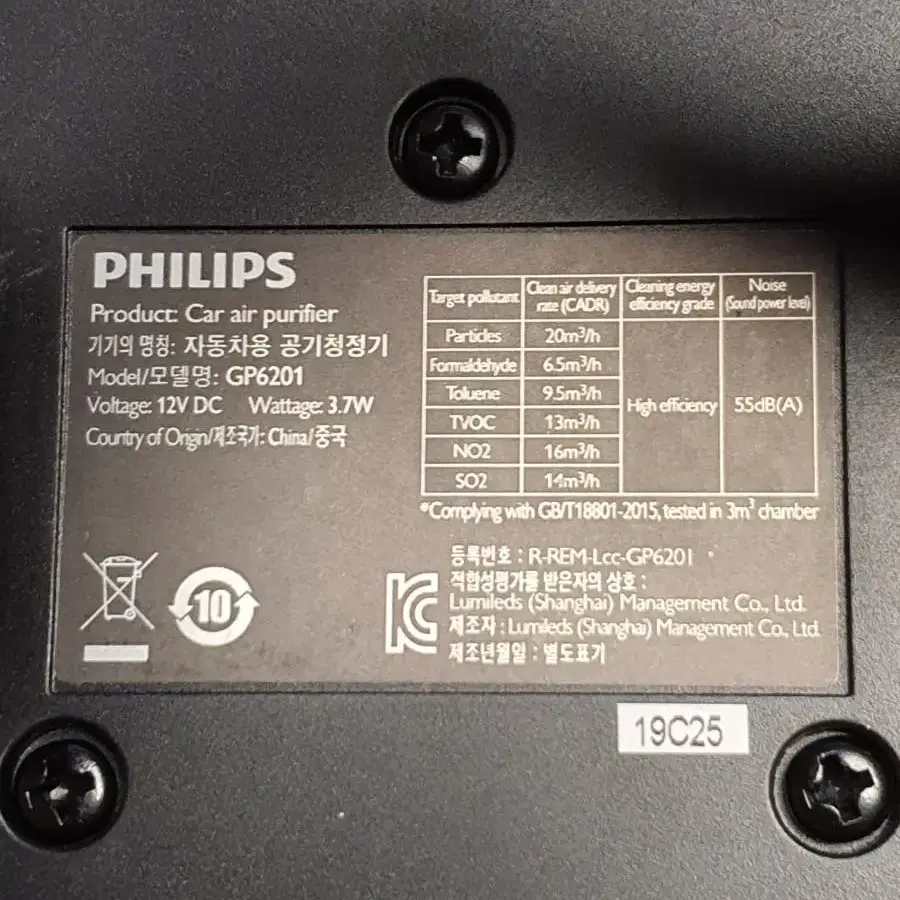 PHILIPS
Product: Car air purifier
기기의 명칭: 자동차용 공기청정기
Model/모델명: GP6201
Voltage: 12V DC Wattage: 3.7W
Country of Origin/제조국가: China/중국
Target pollutant Clean air delivery rate (CADR) Cleaning energy efficiency grade Noise (Sound power level)
Particles 20m³/h
Formaldehyde 6.5m³/h
Toluene 9.5m³/h
High efficiency 55dB(A)
TVOC 13m³/h
NO2 16m³/h
SO2 14m³/h
*Complying with GB/T18801-2015, tested in 3m³ chamber
10
등록번호 : R-REM-Lcc-GP6201
적합성평가를 받은자의 상호 :
Lumileds (Shanghai) Management Co., Ltd.
제조자 : Lumileds (Shanghai) Management Co., Ltd
제조년월일 : 별도표기
19C25